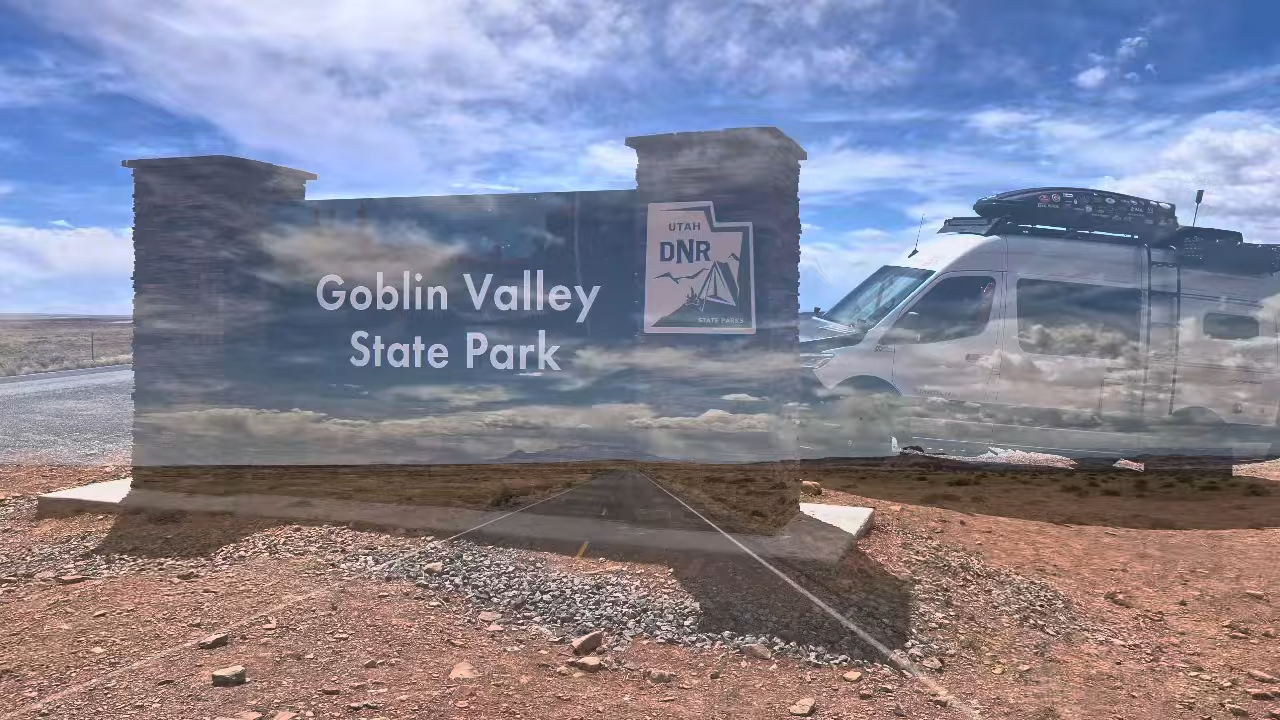 Goblin Valley
State Park
UTAH
DNR
STATE PARKS